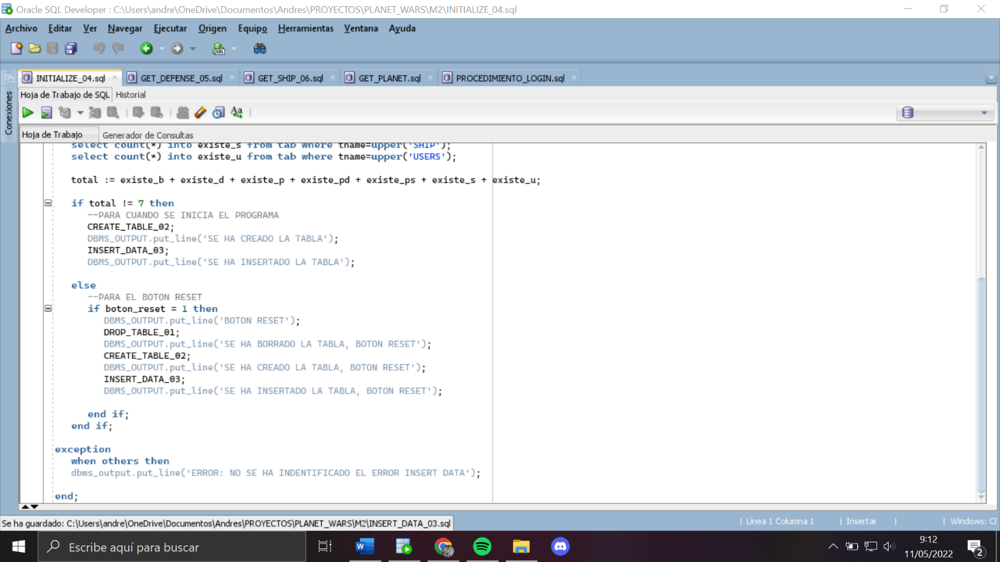 Oracle SQL Developer : C:\Users\andre\OneDrive\Documentos\Andres\PROYECTOS\PLANET_WARS\M2\INITIALIZE_04.sql
Archivo Editar Ver Navegar Ejecutar Origen Equipo Herramientas Ventana Ayuda
INITIALIZE_04.sql GET_DEFENSE_05.sql GET_SHIP_06.sql GET_PLANET.sql PROCEDIMIENTO_LOGIN.sql
Conexiones
Hoja de Trabajo de SQL Historial
Hoja de Trabajo Generador de Consultas
select count(*) into existe_s from tab where tname=upper('SHIP');
select count(*) into existe_u from tab where tname=upper('USERS');
total := existe_b + existe_d + existe_p + existe_pd + existe_ps + existe_s + existe_u;
if total != 7 then
--PARA CUANDO SE INICIA EL PROGRAMA
CREATE_TABLE_02;
DBMS_OUTPUT.put_line('SE HA CREADO LA TABLA');
INSERT_DATA_03;
DBMS_OUTPUT.put_line('SE HA INSERTADO LA TABLA');
else
--PARA EL BOTON RESET
if boton_reset = 1 then
DBMS_OUTPUT.put_line('BOTON RESET');
DROP_TABLE_01;
DBMS_OUTPUT.put_line('SE HA BORRADO LA TABLA, BOTON RESET');
CREATE_TABLE_02;
DBMS_OUTPUT.put_line('SE HA CREADO LA TABLA, BOTON RESET');
INSERT_DATA_03;
DBMS_OUTPUT.put_line('SE HA INSERTADO LA TABLA, BOTON RESET');
end if;
end if;
exception
when others then
dbms_output.put_line('ERROR: NO SE HA INDENTIFICADO EL ERROR INSERT DATA');
end;
Se ha guardado: C:\Users\andre\OneDrive\Documentos\Andres\PROYECTOS\PLANET_WARS\M2\INSERT_DATA_03.sql
Línea 1 Columna 1 | Insertar | | Windows: Cl
Escribe aquí para buscar
9:12
11/05/2022
2